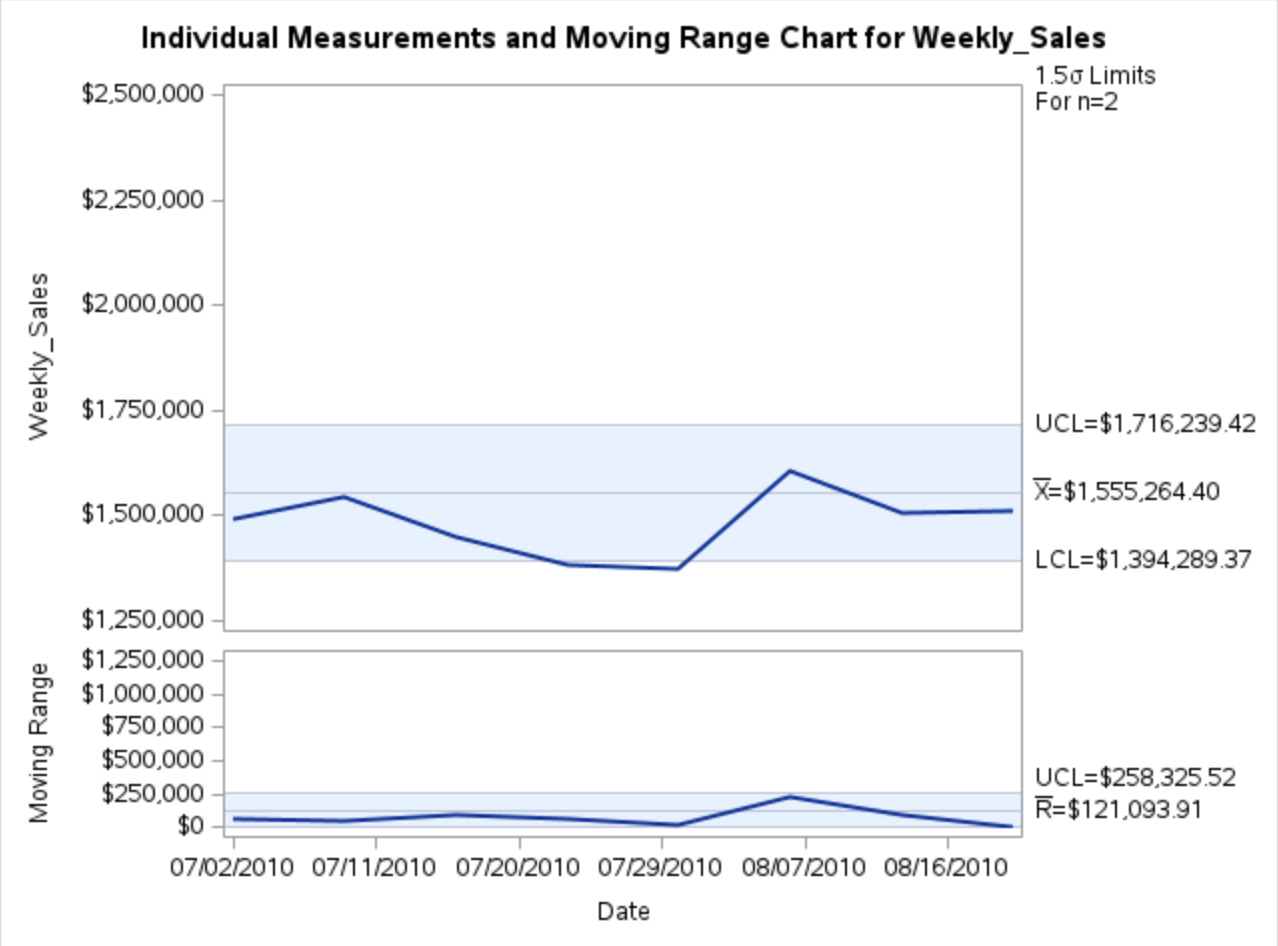 Individual Measurements and Moving Range Chart for Weekly_Sales
1.5σ Limits
For n=2
Weekly_Sales
$2,500,000
$2,250,000
$2,000,000
$1,750,000
$1,500,000
$1,250,000
UCL=$1,716,239.42
X̅=$1,555,264.40
LCL=$1,394,289.37
Moving Range
$1,250,000
$1,000,000
$750,000
$500,000
$250,000
$0
UCL=$258,325.52
R̅=$121,093.91
07/02/2010 07/11/2010 07/20/2010 07/29/2010 08/07/2010 08/16/2010
Date